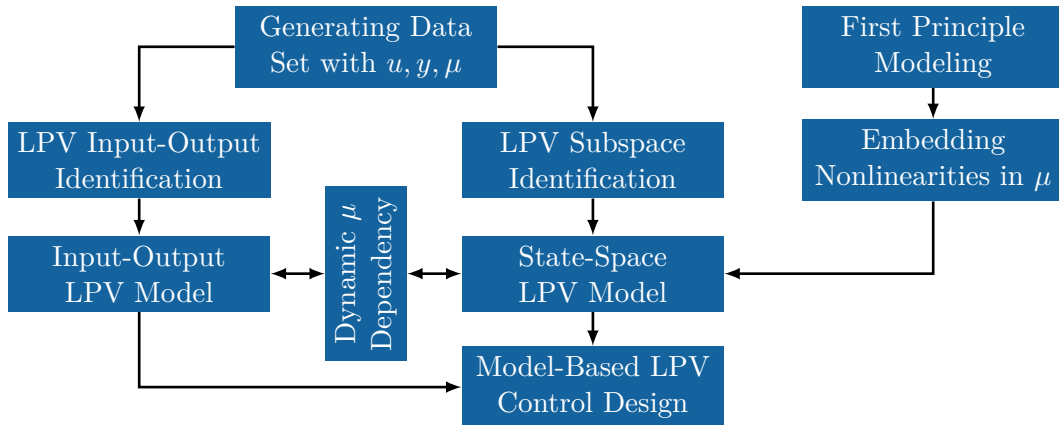 Generating Data
Set with u, y, μ
First Principle
Modeling
LPV Input-Output
Identification
LPV Subspace
Identification
Embedding
Nonlinearities in μ
Input-Output
LPV Model
Dynamic μ
Dependency
State-Space
LPV Model
Model-Based LPV
Control Design